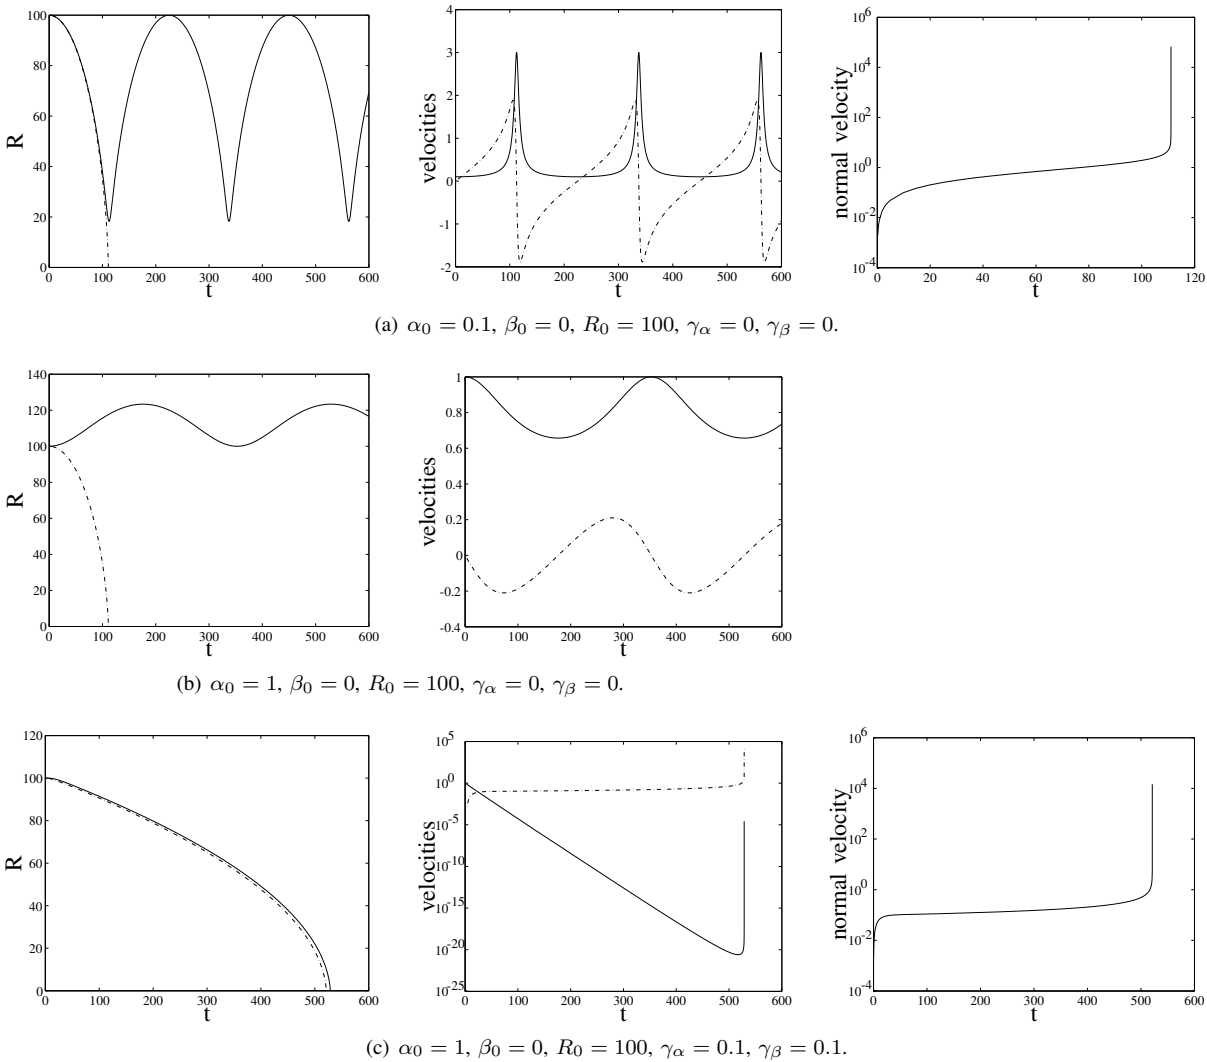 100
80
60
40
20
0
0 100 200 300 400 500 600
R
t
4
3
2
1
0
-1
-2
0 100 200 300 400 500 600
velocities
t
10^6
10^4
10^2
10^0
10^-2
10^-4
0 20 40 60 80 100 120
normal velocity
t
(a) α₀ = 0.1, β₀ = 0, R₀ = 100, γ_α = 0, γ_β = 0.
140
120
100
80
60
40
20
0
0 100 200 300 400 500 600
R
t
1
0.8
0.6
0.4
0.2
0
-0.2
-0.4
0 100 200 300 400 500 600
velocities
t
(b) α₀ = 1, β₀ = 0, R₀ = 100, γ_α = 0, γ_β = 0.
120
100
80
60
40
20
0
0 100 200 300 400 500 600
R
t
10^5
10^0
10^-5
10^-10
10^-15
10^-20
10^-25
0 100 200 300 400 500 600
velocities
t
10^6
10^4
10^2
10^0
10^-2
10^-4
0 100 200 300 400 500 600
normal velocity
t
(c) α₀ = 1, β₀ = 0, R₀ = 100, γ_α = 0.1, γ_β = 0.1.